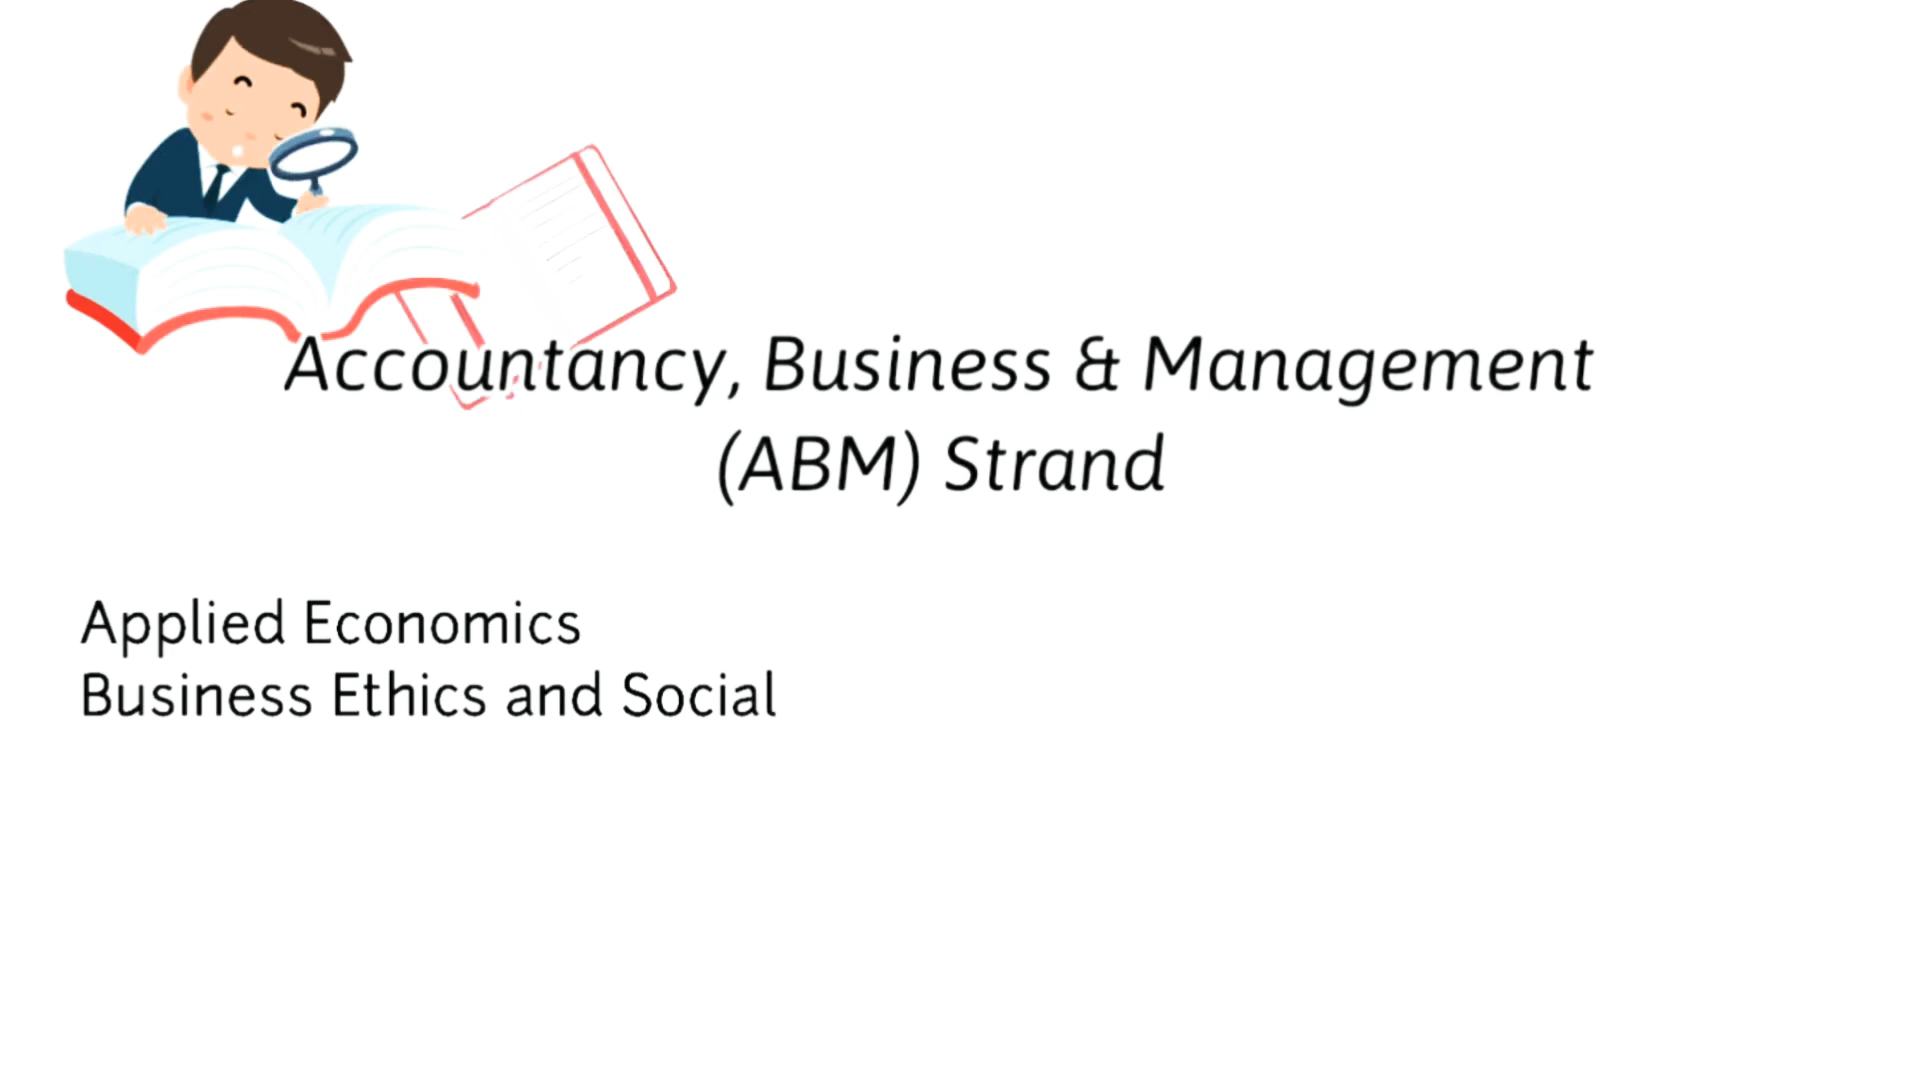 Accountancy, Business & Management
(ABM) Strand
Applied Economics
Business Ethics and Social